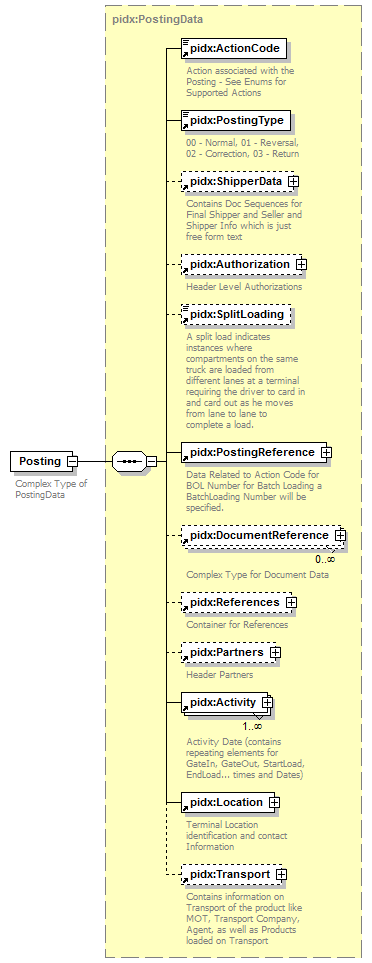 pidx:PostingData
pidx:ActionCode
Action associated with the
Posting - See Enums for
Supported Actions
pidx:PostingType
00 - Normal, 01 - Reversal,
02 - Correction, 03 - Return
pidx:ShipperData
Contains Doc Sequences for
Final Shipper and Seller and
Shipper Info which is just
free form text
pidx:Authorization
Header Level Authorizations
pidx:SplitLoading
A split load indicates
instances where
compartments on the same
truck are loaded from
different lanes at a terminal
requiring the driver to card in
and card out as he moves
from lane to lane to
complete a load.
Posting
Complex Type of
PostingData
pidx:PostingReference
Data Related to Action Code for
BOL Number for Batch Loading a
BatchLoading Number will be
specified.
pidx:DocumentReference
0..∞
Complex Type for Document Data
pidx:References
Container for References
pidx:Partners
Header Partners
pidx:Activity
1..∞
Activity Date (contains
repeating elements for
GateIn, GateOut, StartLoad,
EndLoad... times and Dates)
pidx:Location
Terminal Location
identification and contact
Information
pidx:Transport
Contains information on
Transport of the product like
MOT, Transport Company,
Agent, as well as Products
loaded on Transport